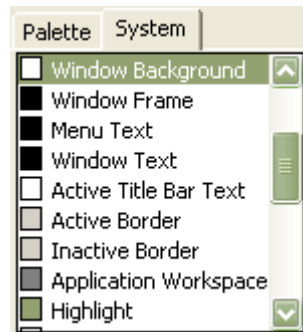 Palette System
Window Background
Window Frame
Menu Text
Window Text
Active Title Bar Text
Active Border
Inactive Border
Application Workspace
Highlight